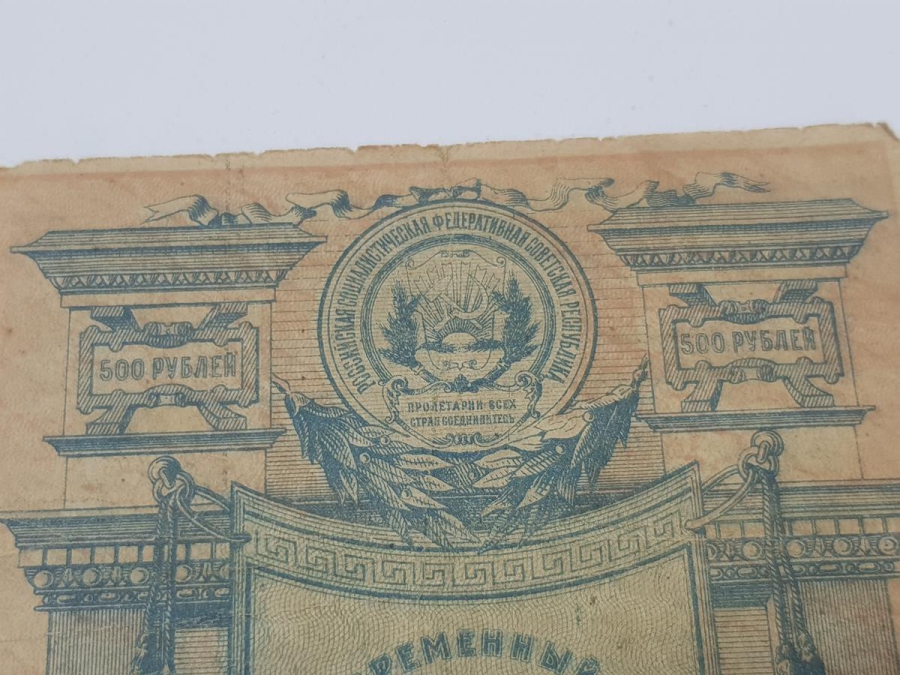 РОССИЙСКАЯ СОЦИАЛИСТИЧЕСКАЯ ФЕДЕРАТИВНАЯ СОВЕТСКАЯ РЕСПУБЛИКА
500 РУБЛЕЙ
500 РУБЛЕЙ
ПРОЛЕТАРИИ ВСЕХ
СТРАН СОЕДИНЯЙТЕСЬ